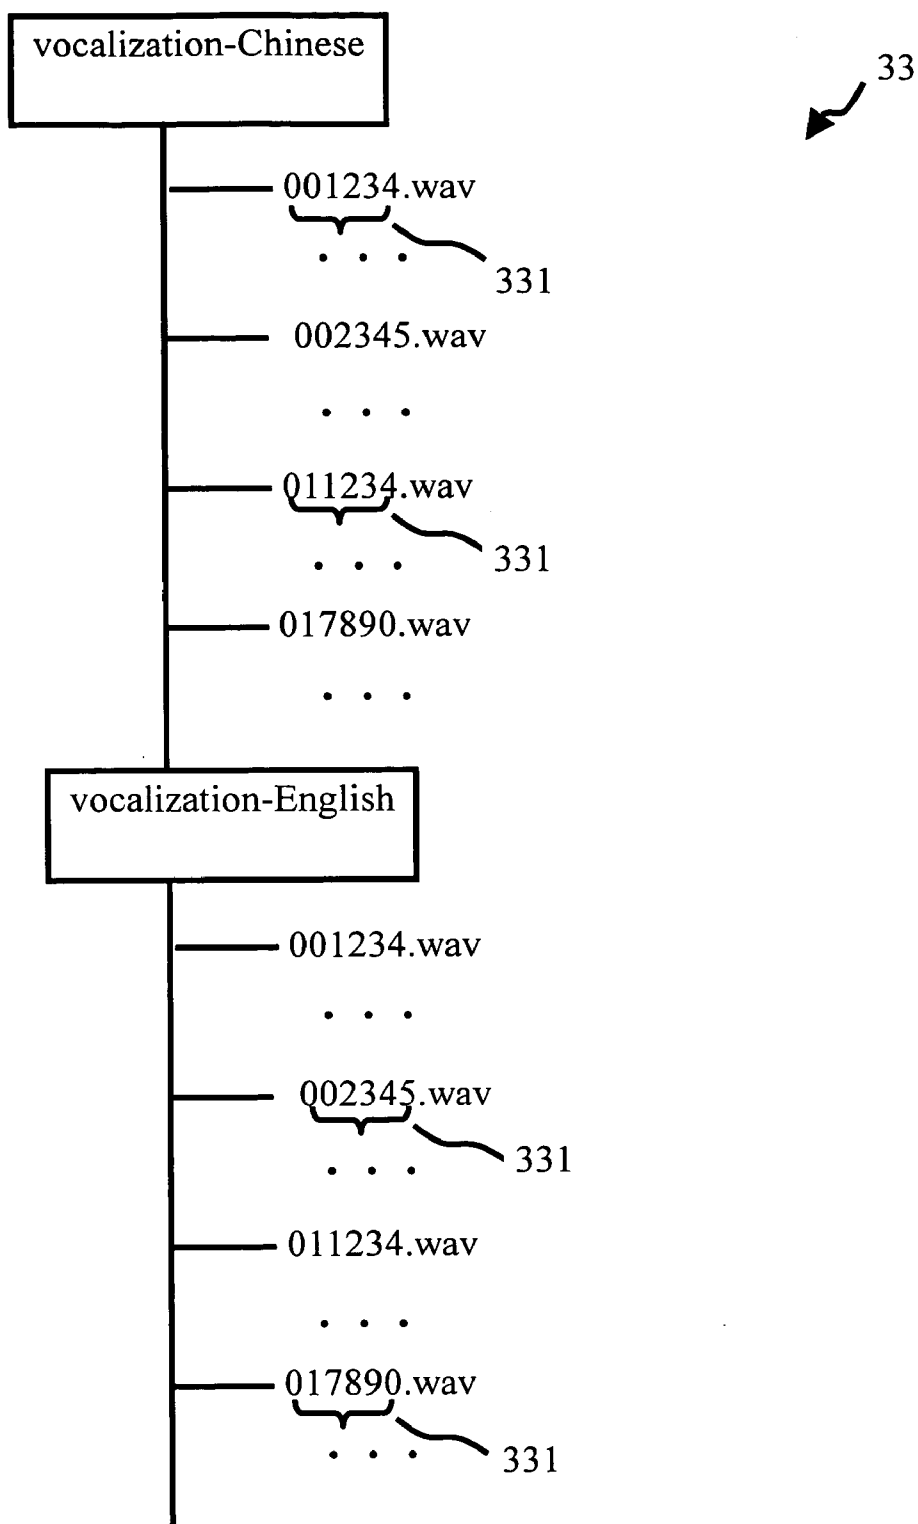 vocalization-Chinese
33
001234.wav
. . .
331
002345.wav
. . .
011234.wav
331
. . .
017890.wav
. . .
vocalization-English
001234.wav
. . .
002345.wav
331
. . .
011234.wav
. . .
017890.wav
331
. . .